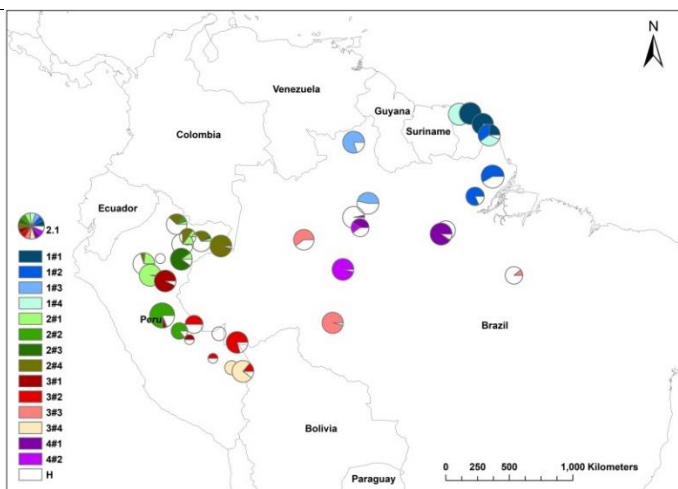 N
Venezuela
Guyana
Suriname
Colombia
Ecuador
2.1
1#1
1#2
1#3
1#4
2#1
2#2
2#3
2#4
3#1
3#2
3#3
3#4
4#1
4#2
H
Peru
Brazil
Bolivia
Paraguay
0 250 500 1,000 Kilometers